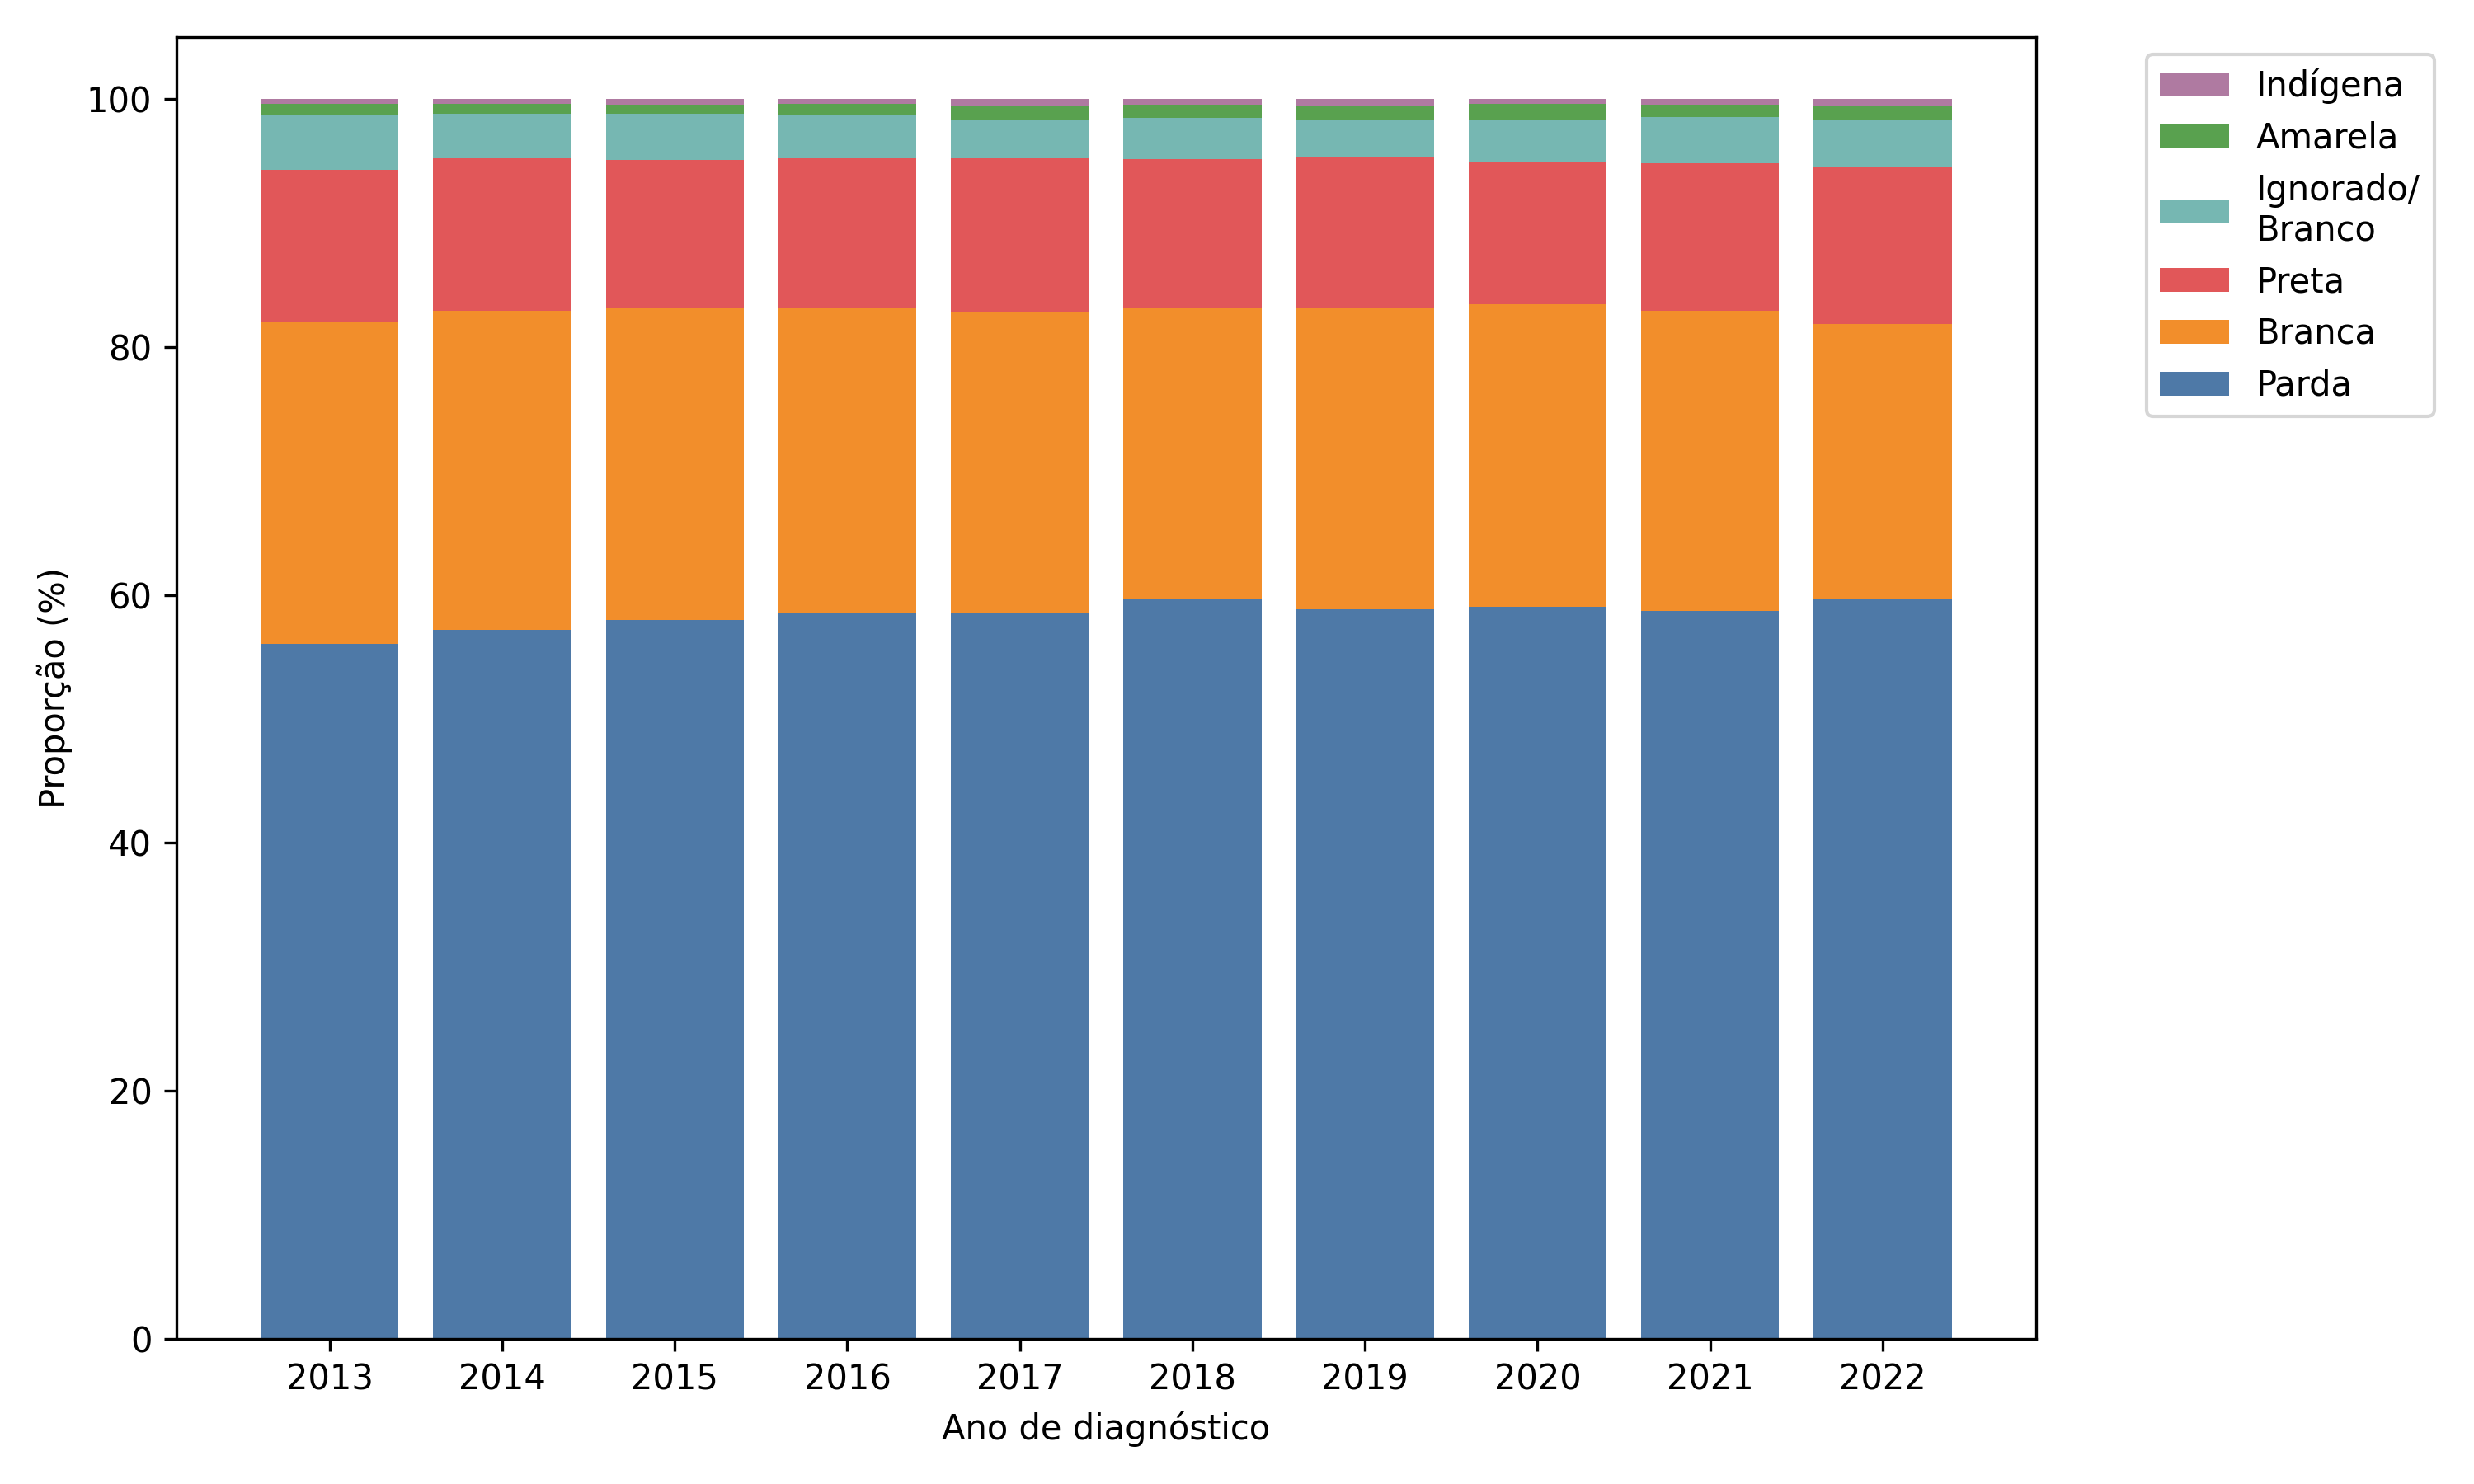 100
80
60
40
20
0
Proporção (%)
2013 2014 2015 2016 2017 2018 2019 2020 2021 2022
Ano de diagnóstico
Indígena
Amarela
Ignorado/
Branco
Preta
Branca
Parda